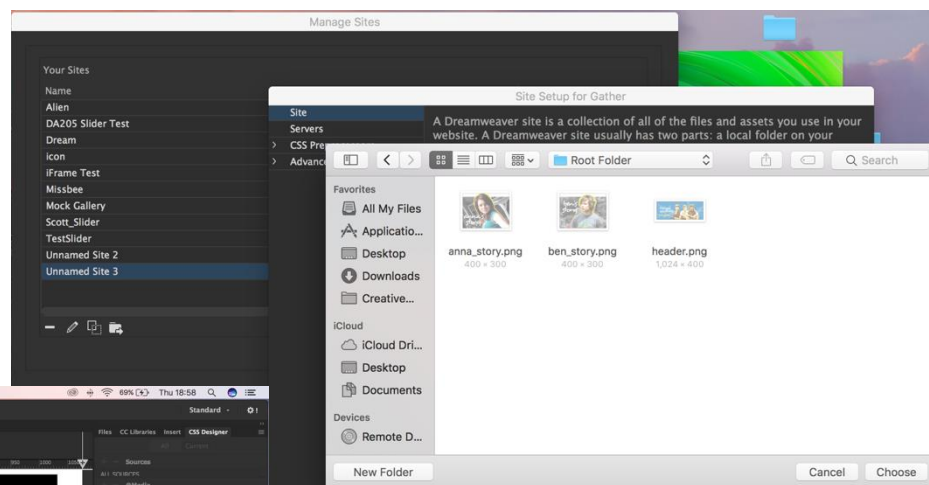 Manage Sites
Your Sites
Name
Alien
DA205 Slider Test
Dream
icon
iFrame Test
Missbee
Mock Gallery
Scott_Slider
TestSlider
Unnamed Site 2
Unnamed Site 3
Site Setup for Gather
Site
Servers
CSS Pre
Advanc
A Dreamweaver site is a collection of all of the files and assets you use in your
website. A Dreamweaver site usually has two parts: a local folder on your
Root Folder
Search
Favorites
All My Files
Applicatio...
Desktop
Downloads
Creative...
iCloud
iCloud Dri...
Desktop
Documents
Devices
Remote D...
anna_story.png
400 × 300
ben_story.png
400 × 300
header.png
1,024 × 400
New Folder
Cancel
Choose
69%
Thu 18:58
Standard
Files CC Libraries Insert CSS Designer
All Current
Sources
ALL SOURCES
@Media